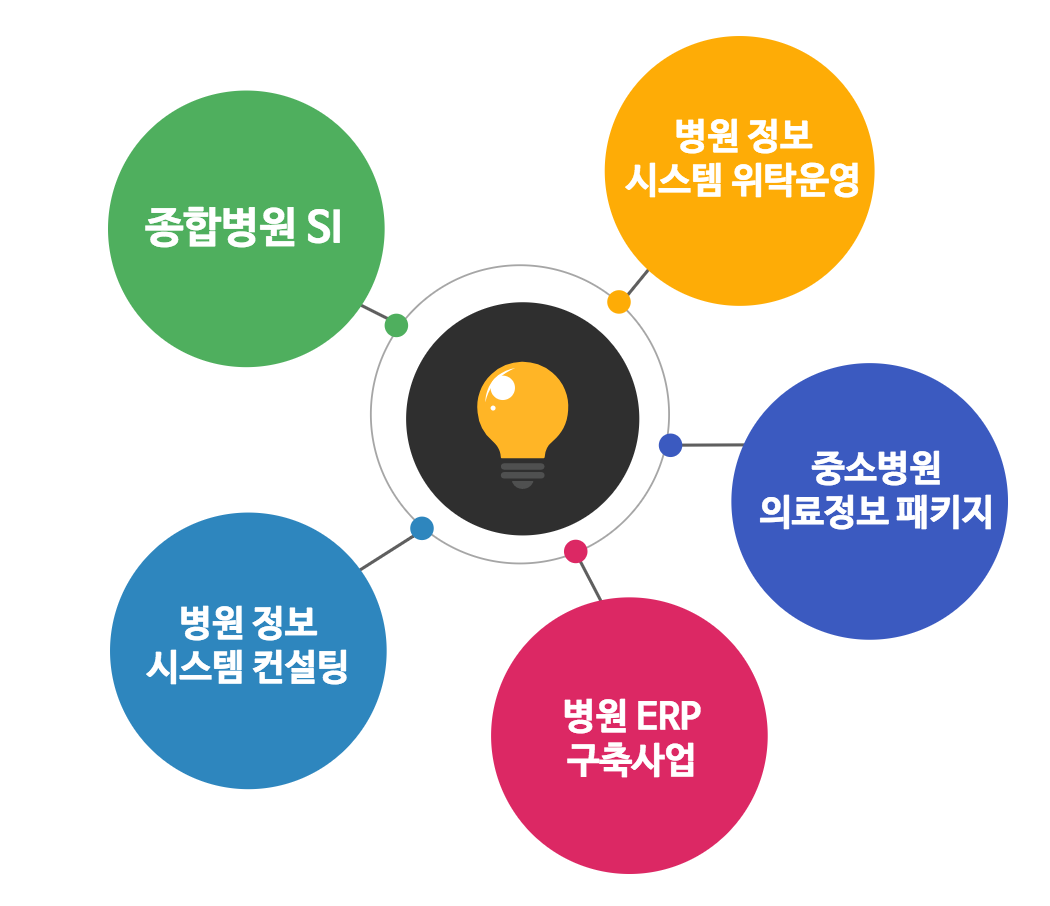 종합병원 SI
병원 정보
시스템 위탁운영
중소병원
의료정보 패키지
병원 정보
시스템 컨설팅
병원 ERP
구축사업